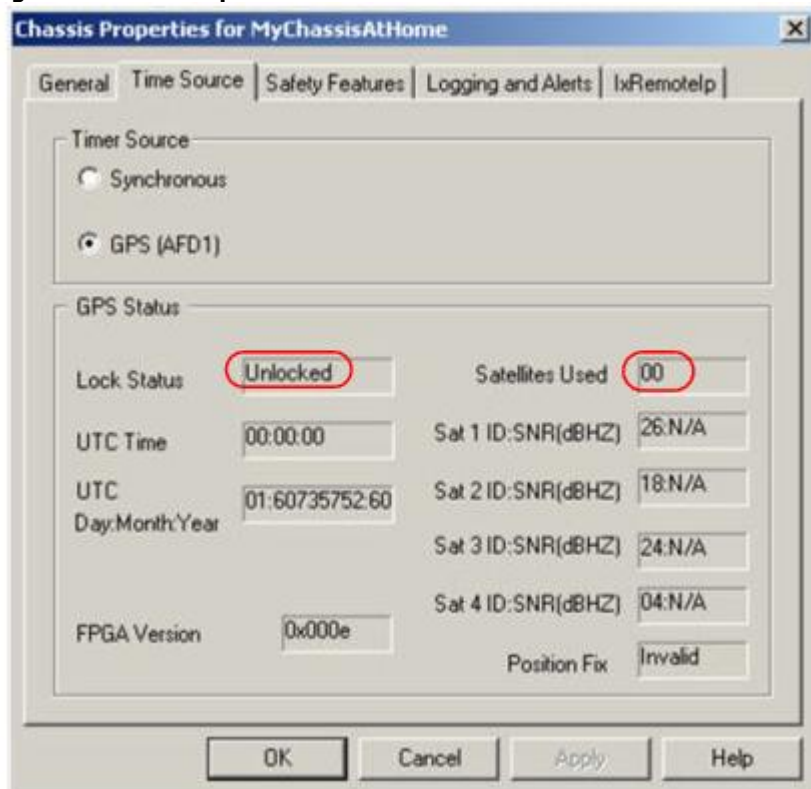 Chassis Properties for MyChassisAtHome
General Time Source Safety Features Logging and Alerts IxRemoteIp
Timer Source
Synchronous
GPS (AFD1)
GPS Status
Lock Status Unlocked
Satellites Used 00
UTC Time 00:00:00
Sat 1 ID:SNR(dBHZ) 26:N/A
UTC
Day:Month:Year 01:60735752:60
Sat 2 ID:SNR(dBHZ) 18:N/A
Sat 3 ID:SNR(dBHZ) 24:N/A
Sat 4 ID:SNR(dBHZ) 04:N/A
FPGA Version 0x000e
Position Fix Invalid
OK Cancel Apply Help